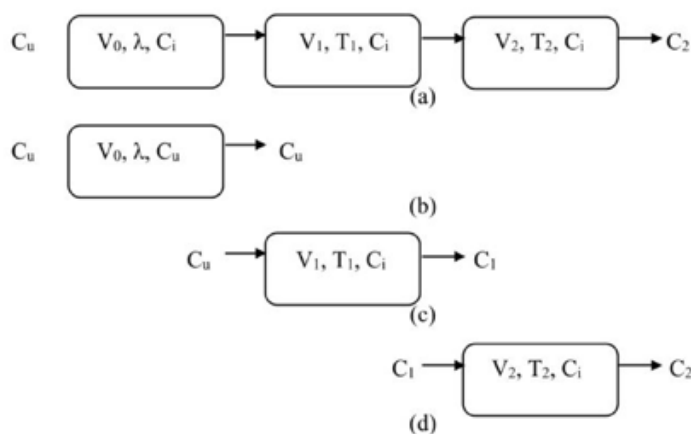 Cu V0, λ, Ci V1, T1, Ci V2, T2, Ci C2
(a)
Cu V0, λ, Cu Cu
(b)
Cu V1, T1, Ci C1
(c)
C1 V2, T2, Ci C2
(d)